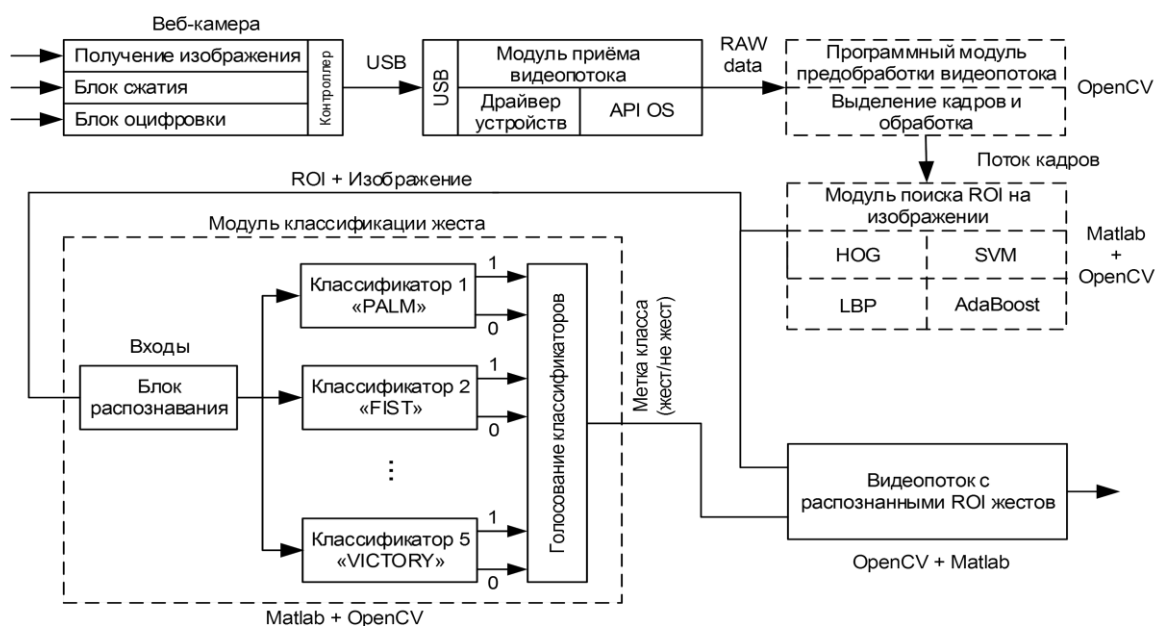 Веб-камера
Получение изображения
Блок сжатия
Блок оцифровки
Контроллер
USB
USB
Модуль приёма
видеопотока
Драйвер
устройств
API OS
RAW
data
Программный модуль
предобработки видеопотока
Выделение кадров и
обработка
OpenCV
Поток кадров
Модуль поиска ROI на
изображении
HOG
SVM
LBP
AdaBoost
Matlab
+
OpenCV
ROI + Изображение
Модуль классификации жеста
Входы
Блок
распознавания
Классификатор 1
«PALM»
1
0
Классификатор 2
«FIST»
1
0
...
Классификатор 5
«VICTORY»
1
0
Голосование классификаторов
Метка класса
(жест/не жест)
Matlab + OpenCV
Видеопоток с
распознанными ROI жестов
OpenCV + Matlab